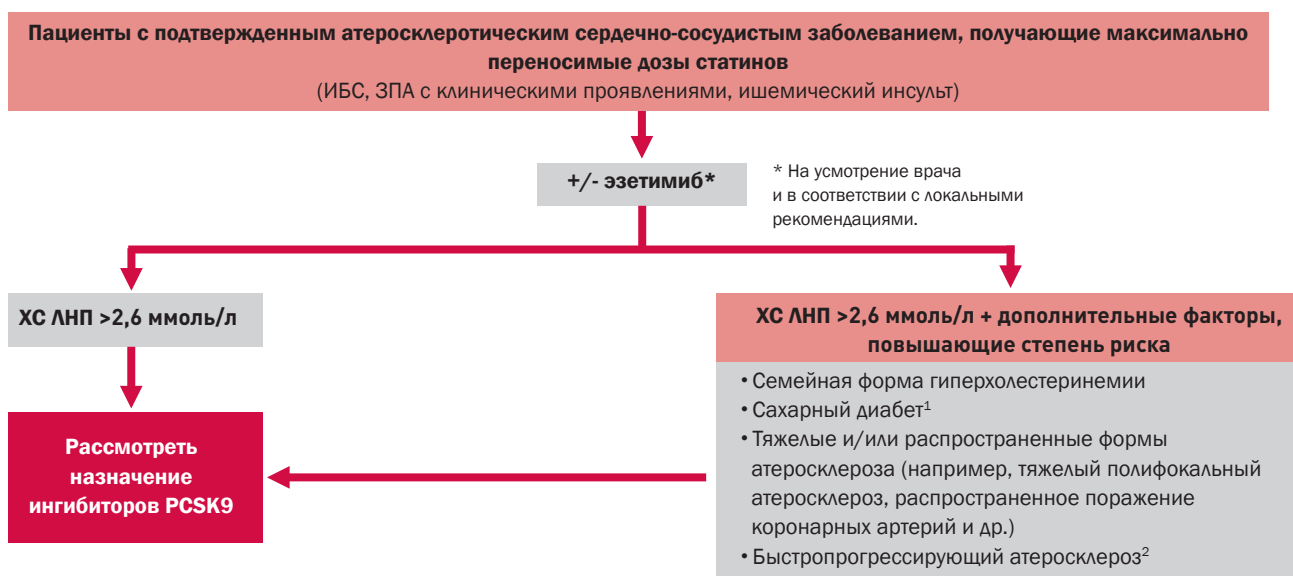 Пациенты с подтвержденным атеросклеротическим сердечно-сосудистым заболеванием, получающие максимально
переносимые дозы статинов
(ИБС, ЗПА с клиническими проявлениями, ишемический инсульт)
+/- эзетимиб*
* На усмотрение врача
и в соответствии с локальными
рекомендациями.
ХС ЛНП >2,6 ммоль/л
Рассмотреть
назначение
ингибиторов PCSK9
ХС ЛНП >2,6 ммоль/л + дополнительные факторы,
повышающие степень риска
• Семейная форма гиперхолестеринемии
• Сахарный диабет¹
• Тяжелые и/или распространенные формы
атеросклероза (например, тяжелый полифокальный
атеросклероз, распространенное поражение
коронарных артерий и др.)
• Быстропрогрессирующий атеросклероз²